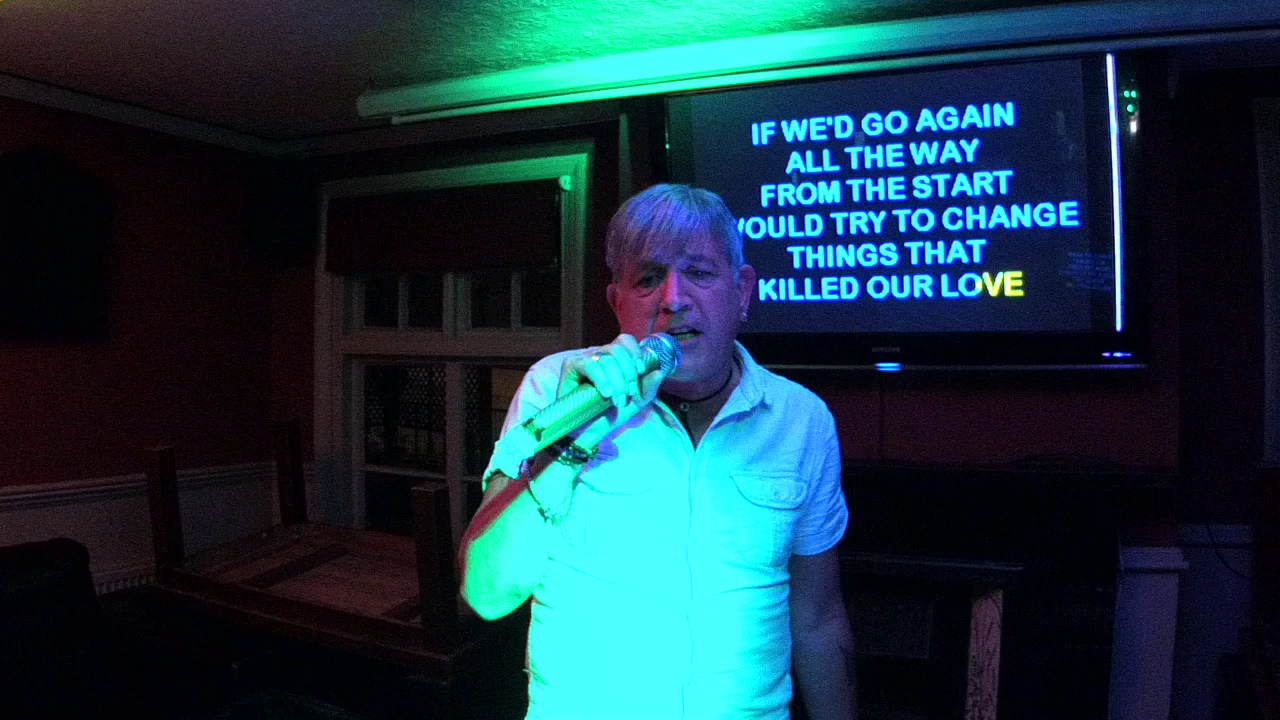 IF WE'D GO AGAIN
ALL THE WAY
FROM THE START
WOULD TRY TO CHANGE
THINGS THAT
KILLED OUR LOVE
SAMSUNG